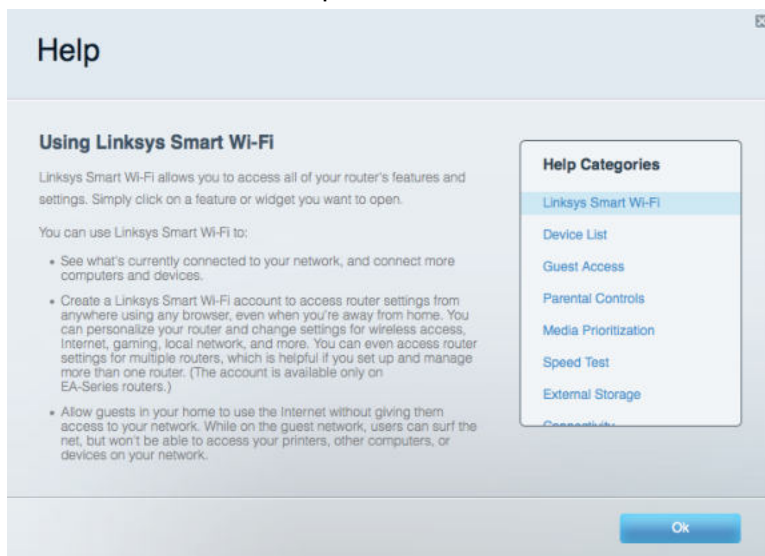 Help
Using Linksys Smart Wi-Fi
Linksys Smart Wi-Fi allows you to access all of your router's features and
settings. Simply click on a feature or widget you want to open.
You can use Linksys Smart Wi-Fi to:
• See what's currently connected to your network, and connect more
computers and devices.
• Create a Linksys Smart Wi-Fi account to access router settings from
anywhere using any browser, even when you're away from home. You
can personalize your router and change settings for wireless access,
Internet, gaming, local network, and more. You can even access router
settings for multiple routers, which is helpful if you set up and manage
more than one router. (The account is available only on
EA-Series routers.)
• Allow guests in your home to use the Internet without giving them
access to your network. While on the guest network, users can surf the
net, but won't be able to access your printers, other computers, or
devices on your network.
Help Categories
Linksys Smart Wi-Fi
Device List
Guest Access
Parental Controls
Media Prioritization
Speed Test
External Storage
Connectivity
Ok